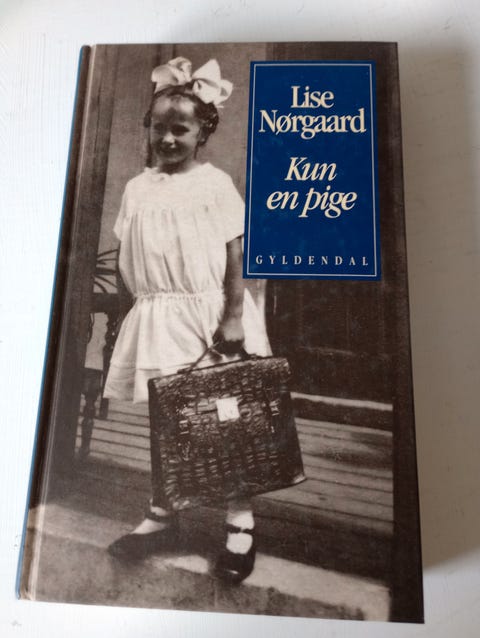 Lise
Nørgaard
Kun
en pige
GYLDENDAL